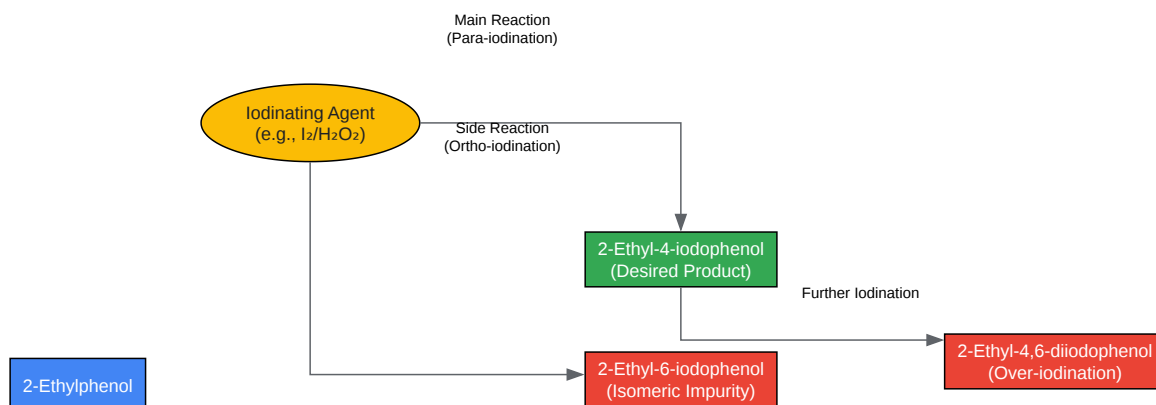 Main Reaction
(Para-iodination)
Iodinating Agent
(e.g., I₂/H₂O₂)
Side Reaction
(Ortho-iodination)
2-Ethyl-4-iodophenol
(Desired Product)
Further Iodination
2-Ethyl-4,6-diiodophenol
(Over-iodination)
2-Ethyl-6-iodophenol
(Isomeric Impurity)
2-Ethylphenol